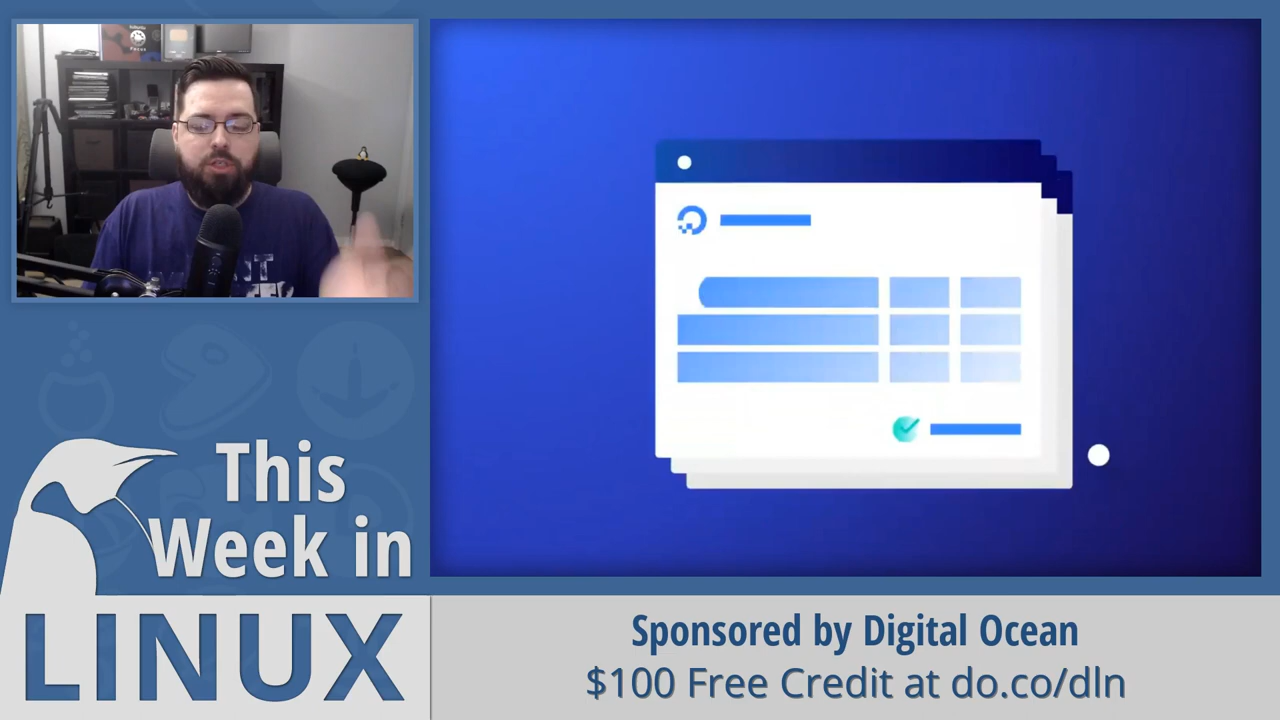 This
Week in
LINUX
Sponsored by Digital Ocean
$100 Free Credit at do.co/dln